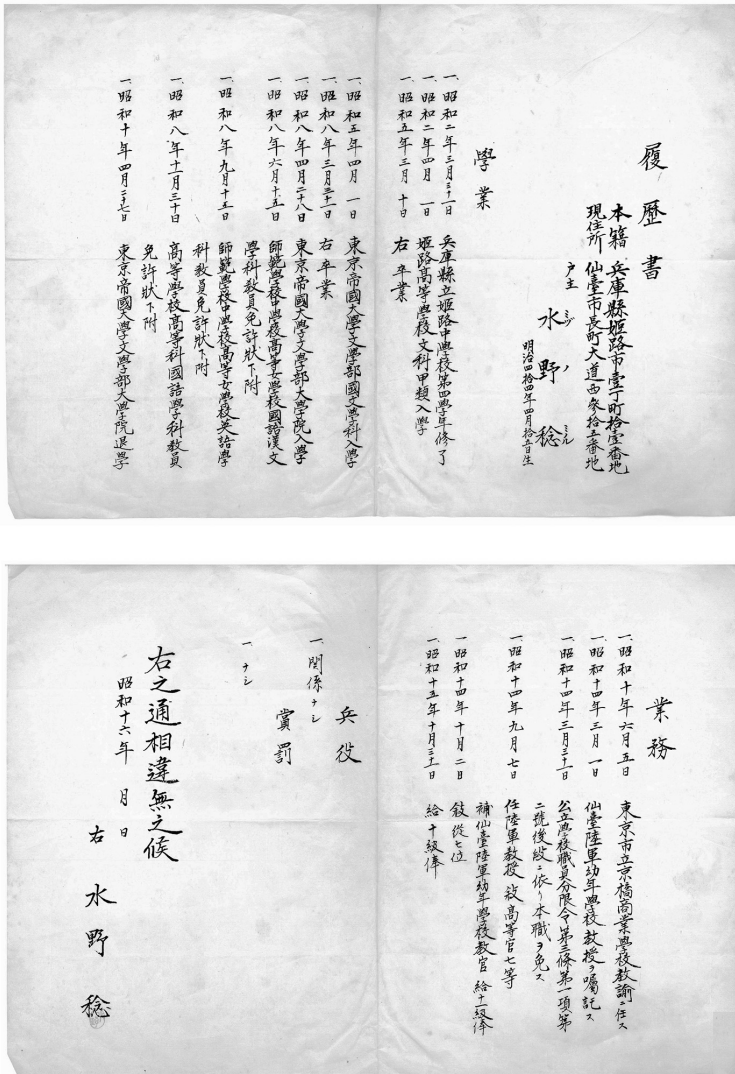 履歴書
本籍 兵庫縣姫路市壹丁町拾壹番地
現住所 仙臺市長町大道西參拾五番地
戸主 水野 稔
ミヅノ ミノル
明治四拾四年四月拾五日生
學業
一、昭和二年三月三十一日 兵庫縣立姫路中學校第四學年修了
一、昭和二年四月一日 姫路高等學校文科甲類入學
一、昭和五年三月十日 右卒業
一、昭和五年四月一日 東京帝國大學文學部國文學科入學
一、昭和八年三月三十一日 右卒業
一、昭和八年四月二十八日 東京帝國大學文學部大學院入學
一、昭和八年六月十五日 師範學校中學校高等女學校國語漢文
學科教員免許狀下附
一、昭和八年九月十五日 師範學校中學校高等女學校英語學
科教員免許狀下附
一、昭和八年十一月三十日 高等學校高等科國語學科教員
免許狀下附
一、昭和十年四月二十七日 東京帝國大學文學部大學院退學
業務
一、昭和十年六月五日 東京市立京橋商業學校教諭ニ任ス
一、昭和十四年三月一日 仙臺陸軍幼年學校教授ヲ囑託ス
一、昭和十四年三月三十一日 公立學校職員分限令第三條第一項第
二號後段ニ依リ本職ヲ免ス
一、昭和十四年九月七日 任陸軍教授 敍高等官七等
補仙臺陸軍幼年學校教官 給十一級俸
一、昭和十四年十月二日 敍從七位
一、昭和十五年十月三十一日 給十級俸
兵役
一、関係ナシ
賞罰
一、ナシ
右之通相違無之候
昭和十六年 月 日
右 水野 稔